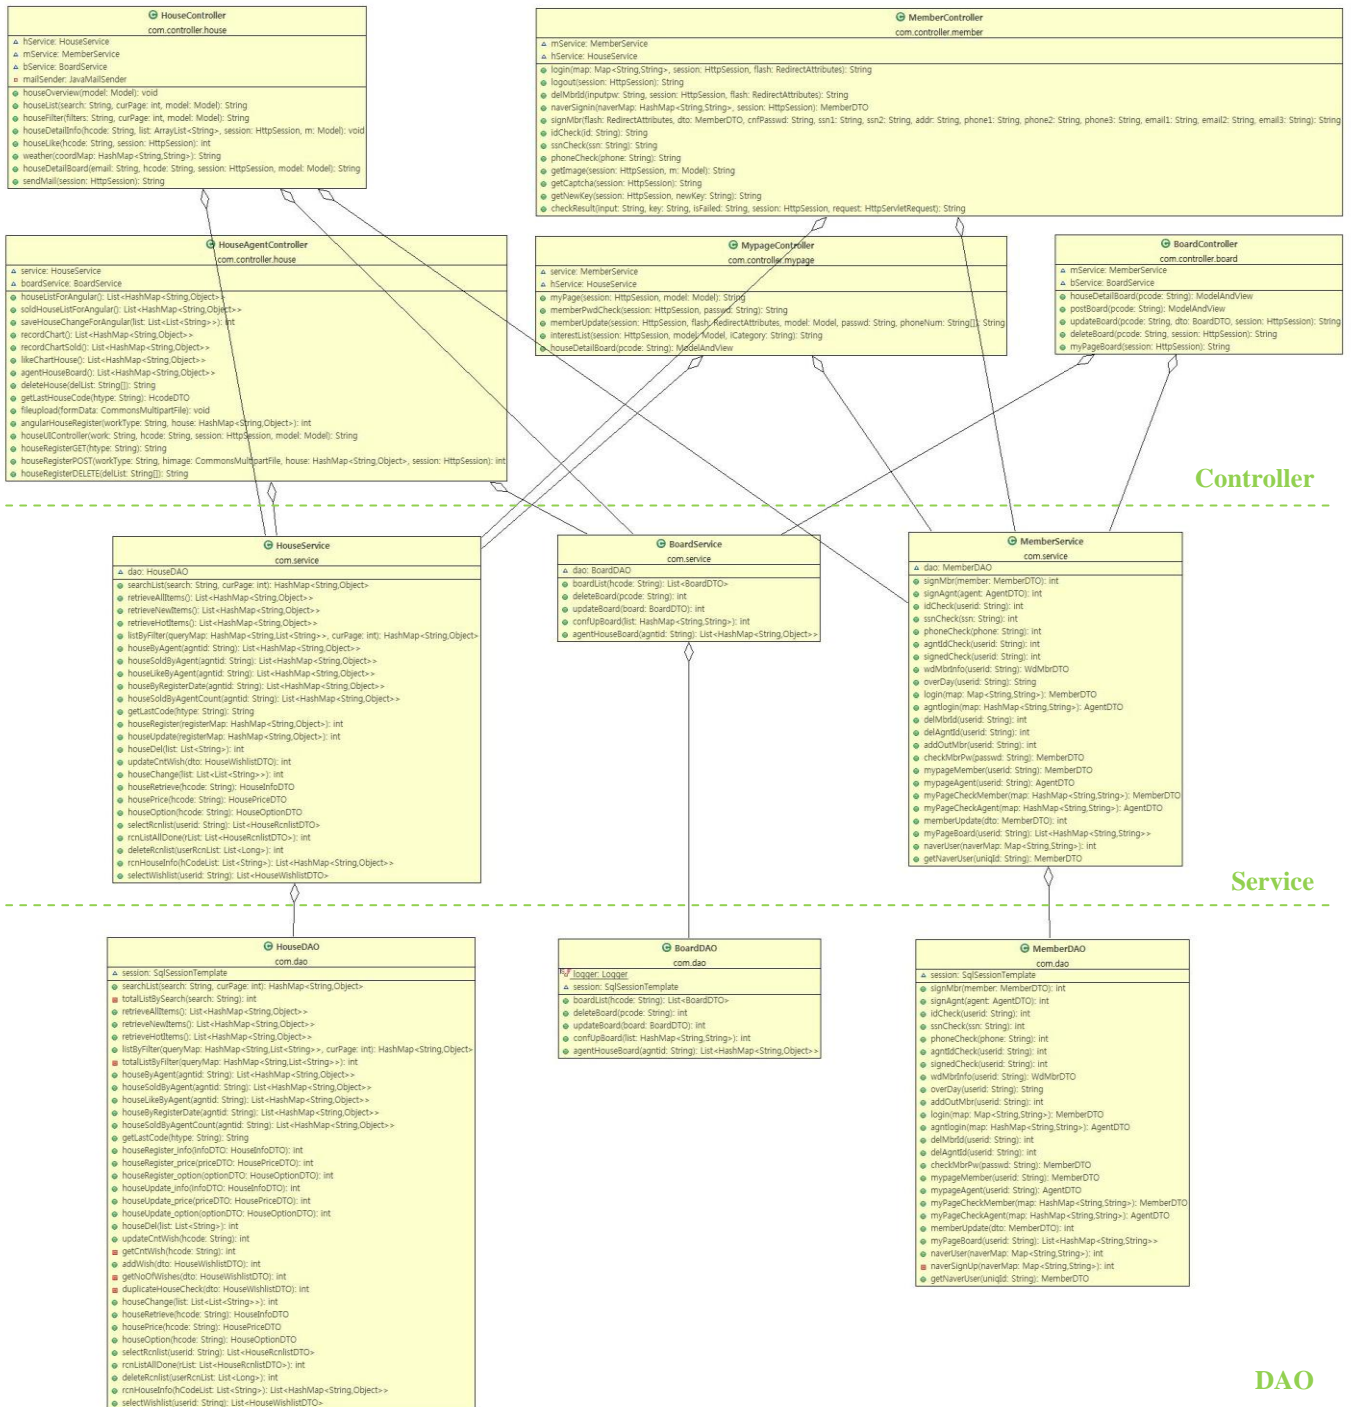 HouseController
com.controller.house
hService: HouseService
mService: MemberService
bService: BoardService
mailSender: JavaMailSender
houseOverview(model: Model): void
houseList(search: String, curPage: int, model: Model): String
houseFilter(filters: String, curPage: int, model: Model): String
houseDetailInfo(hcode: String, list: ArrayList<String>, session: HttpSession, m: Model): void
houseLike(hcode: String, session: HttpSession): int
weather(coordMap: HashMap<String,String>): String
houseDetailBoard(email: String, hcode: String, session: HttpSession, model: Model): String
sendMail(session: HttpSession): String
MemberController
com.controller.member
mService: MemberService
hService: HouseService
login(map: Map<String,String>, session: HttpSession, flash: RedirectAttributes): String
logout(session: HttpSession): String
delMbrId(inputpw: String, session: HttpSession, flash: RedirectAttributes): String
naverSignin(naverMap: HashMap<String,String>, session: HttpSession): MemberDTO
signMbr(flash: RedirectAttributes, dto: MemberDTO, cnfPasswd: String, ssn1: String, ssn2: String, addr: String, phone1: String, phone2: String, phone3: String, email1: String, email2: String, email3: String): String
idCheck(id: String): String
ssnCheck(ssn: String): String
phoneCheck(phone: String): String
getImage(session: HttpSession, m: Model): String
getCaptcha(session: HttpSession): String
getNewKey(session: HttpSession, newKey: String): String
checkResult(input: String, key: String, isFailed: String, session: HttpSession, request: HttpServletRequest): String
HouseAgentController
com.controller.house
service: HouseService
boardService: BoardService
houseListForAngular(): List<HashMap<String,Object>>
soldHouseListForAngular(): List<HashMap<String,Object>>
saveHouseChangeForAngular(list: List<List<String>>): int
recordChart(): List<HashMap<String,Object>>
recordChartSold(): List<HashMap<String,Object>>
likeChartHouse(): List<HashMap<String,Object>>
agentHouseBoard(): List<HashMap<String,Object>>
deleteHouse(delList: String[]): String
getLastHouseCode(htype: String): HcodeDTO
fileupload(formData: CommonsMultipartFile): void
angularHouseRegister(workType: String, house: HashMap<String,Object>): int
houseUIController(work: String, hcode: String, session: HttpSession, model: Model): String
houseRegisterGET(htype: String): String
houseRegisterPOST(workType: String, himage: CommonsMultipartFile, house: HashMap<String,Object>, session: HttpSession): int
houseRegisterDELETE(delList: String[]): String
MypageController
com.controller.mypage
service: MemberService
hService: HouseService
myPage(session: HttpSession, model: Model): String
memberPwdCheck(session: HttpSession, passwd: String): String
memberUpdate(session: HttpSession, flash: RedirectAttributes, model: Model, passwd: String, phoneNum: String[]): String
interestList(session: HttpSession, model: Model, iCategory: String): String
houseDetailBoard(pcode: String): ModelAndView
BoardController
com.controller.board
mService: MemberService
bService: BoardService
houseDetailBoard(pcode: String): ModelAndView
postBoard(pcode: String): ModelAndView
updateBoard(pcode: String, dto: BoardDTO, session: HttpSession): String
deleteBoard(pcode: String, session: HttpSession): String
myPageBoard(session: HttpSession): String
Controller
HouseService
com.service
dao: HouseDAO
searchList(search: String, curPage: int): HashMap<String,Object>
retrieveAllItems(): List<HashMap<String,Object>>
retrieveNewItems(): List<HashMap<String,Object>>
retrieveHotItems(): List<HashMap<String,Object>>
listByFilter(queryMap: HashMap<String,List<String>>, curPage: int): HashMap<String,Object>
houseByAgent(agntid: String): List<HashMap<String,Object>>
houseSoldByAgent(agntid: String): List<HashMap<String,Object>>
houseLikeByAgent(agntid: String): List<HashMap<String,Object>>
houseByRegisterDate(agntid: String): List<HashMap<String,Object>>
houseSoldByAgentCount(agntid: String): List<HashMap<String,Object>>
getLastCode(htype: String): String
houseRegister(registerMap: HashMap<String,Object>): int
houseUpdate(registerMap: HashMap<String,Object>): int
houseDel(list: List<String>): int
updateCntWish(dto: HouseWishlistDTO): int
houseChange(list: List<List<String>>): int
houseRetrieve(hcode: String): HouseInfoDTO
housePrice(hcode: String): HousePriceDTO
houseOption(hcode: String): HouseOptionDTO
selectRcnlist(userid: String): List<HouseRcnlistDTO>
rcnListAllDone(rList: List<HouseRcnlistDTO>): int
deleteRcnlist(userRcnList: List<Long>): int
rcnHouseInfo(hCodeList: List<String>): List<HashMap<String,Object>>
selectWishlist(userid: String): List<HouseWishlistDTO>
BoardService
com.service
dao: BoardDAO
boardList(hcode: String): List<BoardDTO>
deleteBoard(pcode: String): int
updateBoard(board: BoardDTO): int
confUpBoard(list: HashMap<String,String>): int
agentHouseBoard(agntid: String): List<HashMap<String,Object>>
MemberService
com.service
dao: MemberDAO
signMbr(member: MemberDTO): int
signAgnt(agent: AgentDTO): int
idCheck(userid: String): int
ssnCheck(ssn: String): int
phoneCheck(phone: String): int
agntIdCheck(userid: String): int
signedCheck(userid: String): int
wdMbrInfo(userid: String): WdMbrDTO
overDay(userid: String): String
login(map: Map<String,String>): MemberDTO
agntlogin(map: HashMap<String,String>): AgentDTO
delMbrId(userid: String): int
delAgntId(userid: String): int
addOutMbr(userid: String): int
checkMbrPw(passwd: String): MemberDTO
mypageMember(userid: String): MemberDTO
mypageAgent(userid: String): AgentDTO
myPageCheckMember(map: HashMap<String,String>): MemberDTO
myPageCheckAgent(map: HashMap<String,String>): AgentDTO
memberUpdate(dto: MemberDTO): int
myPageBoard(userid: String): List<HashMap<String,String>>
naverUser(naverMap: Map<String,String>): int
getNaverUser(uniqId: String): MemberDTO
Service
HouseDAO
com.dao
session: SqlSessionTemplate
searchList(search: String, curPage: int): HashMap<String,Object>
totalListBySearch(search: String): int
retrieveAllItems(): List<HashMap<String,Object>>
retrieveNewItems(): List<HashMap<String,Object>>
retrieveHotItems(): List<HashMap<String,Object>>
listByFilter(queryMap: HashMap<String,List<String>>, curPage: int): HashMap<String,Object>
totalListByFilter(queryMap: HashMap<String,List<String>>): int
houseByAgent(agntid: String): List<HashMap<String,Object>>
houseSoldByAgent(agntid: String): List<HashMap<String,Object>>
houseLikeByAgent(agntid: String): List<HashMap<String,Object>>
houseByRegisterDate(agntid: String): List<HashMap<String,Object>>
houseSoldByAgentCount(agntid: String): List<HashMap<String,Object>>
getLastCode(htype: String): String
houseRegister_info(infoDTO: HouseInfoDTO): int
houseRegister_price(priceDTO: HousePriceDTO): int
houseRegister_option(optionDTO: HouseOptionDTO): int
houseUpdate_info(infoDTO: HouseInfoDTO): int
houseUpdate_price(priceDTO: HousePriceDTO): int
houseUpdate_option(optionDTO: HouseOptionDTO): int
houseDel(list: List<String>): int
updateCntWish(hcode: String): int
getCntWish(hcode: String): int
addWish(dto: HouseWishlistDTO): int
getNoOfWishes(dto: HouseWishlistDTO): int
duplicateHouseCheck(dto: HouseWishlistDTO): int
houseChange(list: List<List<String>>): int
houseRetrieve(hcode: String): HouseInfoDTO
housePrice(hcode: String): HousePriceDTO
houseOption(hcode: String): HouseOptionDTO
selectRcnlist(userid: String): List<HouseRcnlistDTO>
rcnListAllDone(rList: List<HouseRcnlistDTO>): int
deleteRcnlist(userRcnList: List<Long>): int
rcnHouseInfo(hCodeList: List<String>): List<HashMap<String,Object>>
selectWishlist(userid: String): List<HouseWishlistDTO>
BoardDAO
com.dao
logger: Logger
session: SqlSessionTemplate
boardList(hcode: String): List<BoardDTO>
deleteBoard(pcode: String): int
updateBoard(board: BoardDTO): int
confUpBoard(list: HashMap<String,String>): int
agentHouseBoard(agntid: String): List<HashMap<String,Object>>
MemberDAO
com.dao
session: SqlSessionTemplate
signMbr(member: MemberDTO): int
signAgnt(agent: AgentDTO): int
idCheck(userid: String): int
ssnCheck(ssn: String): int
phoneCheck(phone: String): int
agntIdCheck(userid: String): int
signedCheck(userid: String): int
wdMbrInfo(userid: String): WdMbrDTO
overDay(userid: String): String
addOutMbr(userid: String): int
login(map: Map<String,String>): MemberDTO
agntlogin(map: HashMap<String,String>): AgentDTO
delMbrId(userid: String): int
delAgntId(userid: String): int
checkMbrPw(passwd: String): MemberDTO
mypageMember(userid: String): MemberDTO
mypageAgent(userid: String): AgentDTO
myPageCheckMember(map: HashMap<String,String>): MemberDTO
myPageCheckAgent(map: HashMap<String,String>): AgentDTO
memberUpdate(dto: MemberDTO): int
myPageBoard(userid: String): List<HashMap<String,String>>
naverUser(naverMap: Map<String,String>): int
naverSignUp(naverMap: Map<String,String>): int
getNaverUser(uniqId: String): MemberDTO
DAO